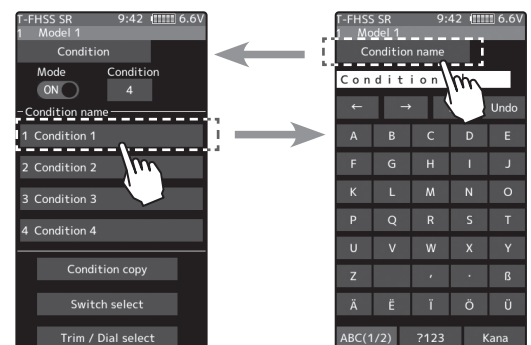 T-FHSS SR 9:42 6.6V
1 Model 1
Condition
Mode Condition
ON 4
Condition name
1 Condition 1
2 Condition 2
3 Condition 3
4 Condition 4
Condition copy
Switch select
Trim / Dial select
T-FHSS SR 9:42 6.6V
1 Model 1
Condition name
Condition
← → Undo
A B C D E
F G H I J
K L M N O
P Q R S T
U V W X Y
Z , . ß
Ä Ë Ï Ö Ü
ABC(1/2) ?123 Kana